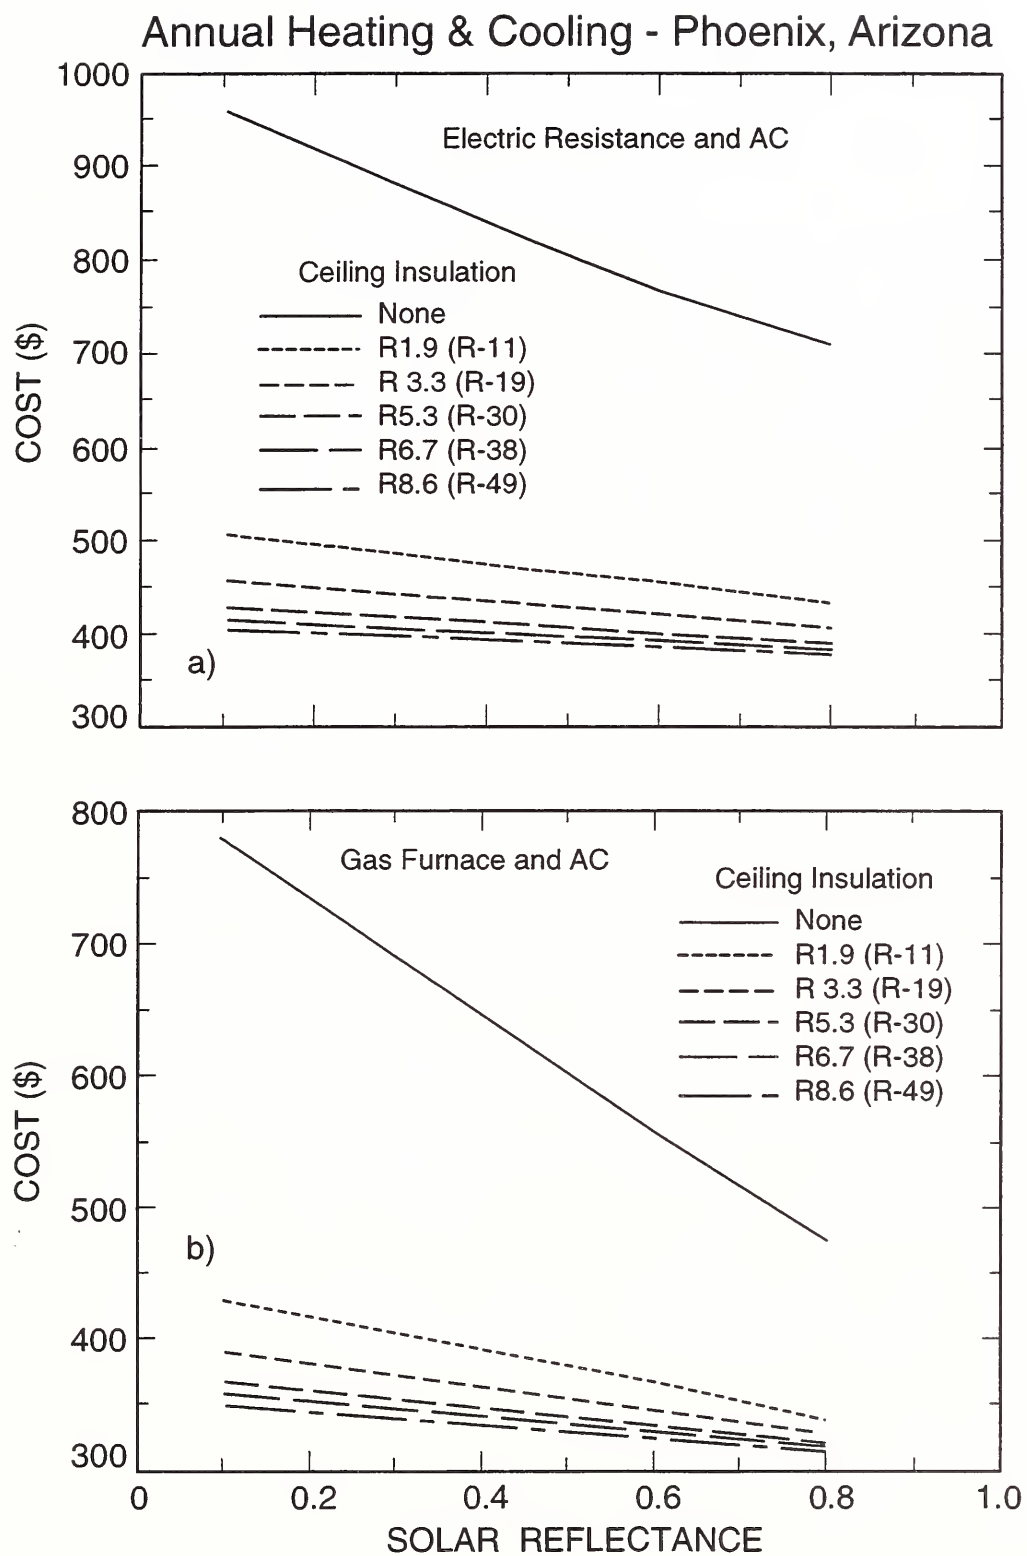 Annual Heating & Cooling - Phoenix, Arizona
1000
900
800
700
600
500
400
300
COST ($)
Electric Resistance and AC
Ceiling Insulation
None
R1.9 (R-11)
R 3.3 (R-19)
R5.3 (R-30)
R6.7 (R-38)
R8.6 (R-49)
a)
800
700
600
500
400
300
COST ($)
Gas Furnace and AC
Ceiling Insulation
None
R1.9 (R-11)
R 3.3 (R-19)
R5.3 (R-30)
R6.7 (R-38)
R8.6 (R-49)
b)
0 0.2 0.4 0.6 0.8 1.0
SOLAR REFLECTANCE